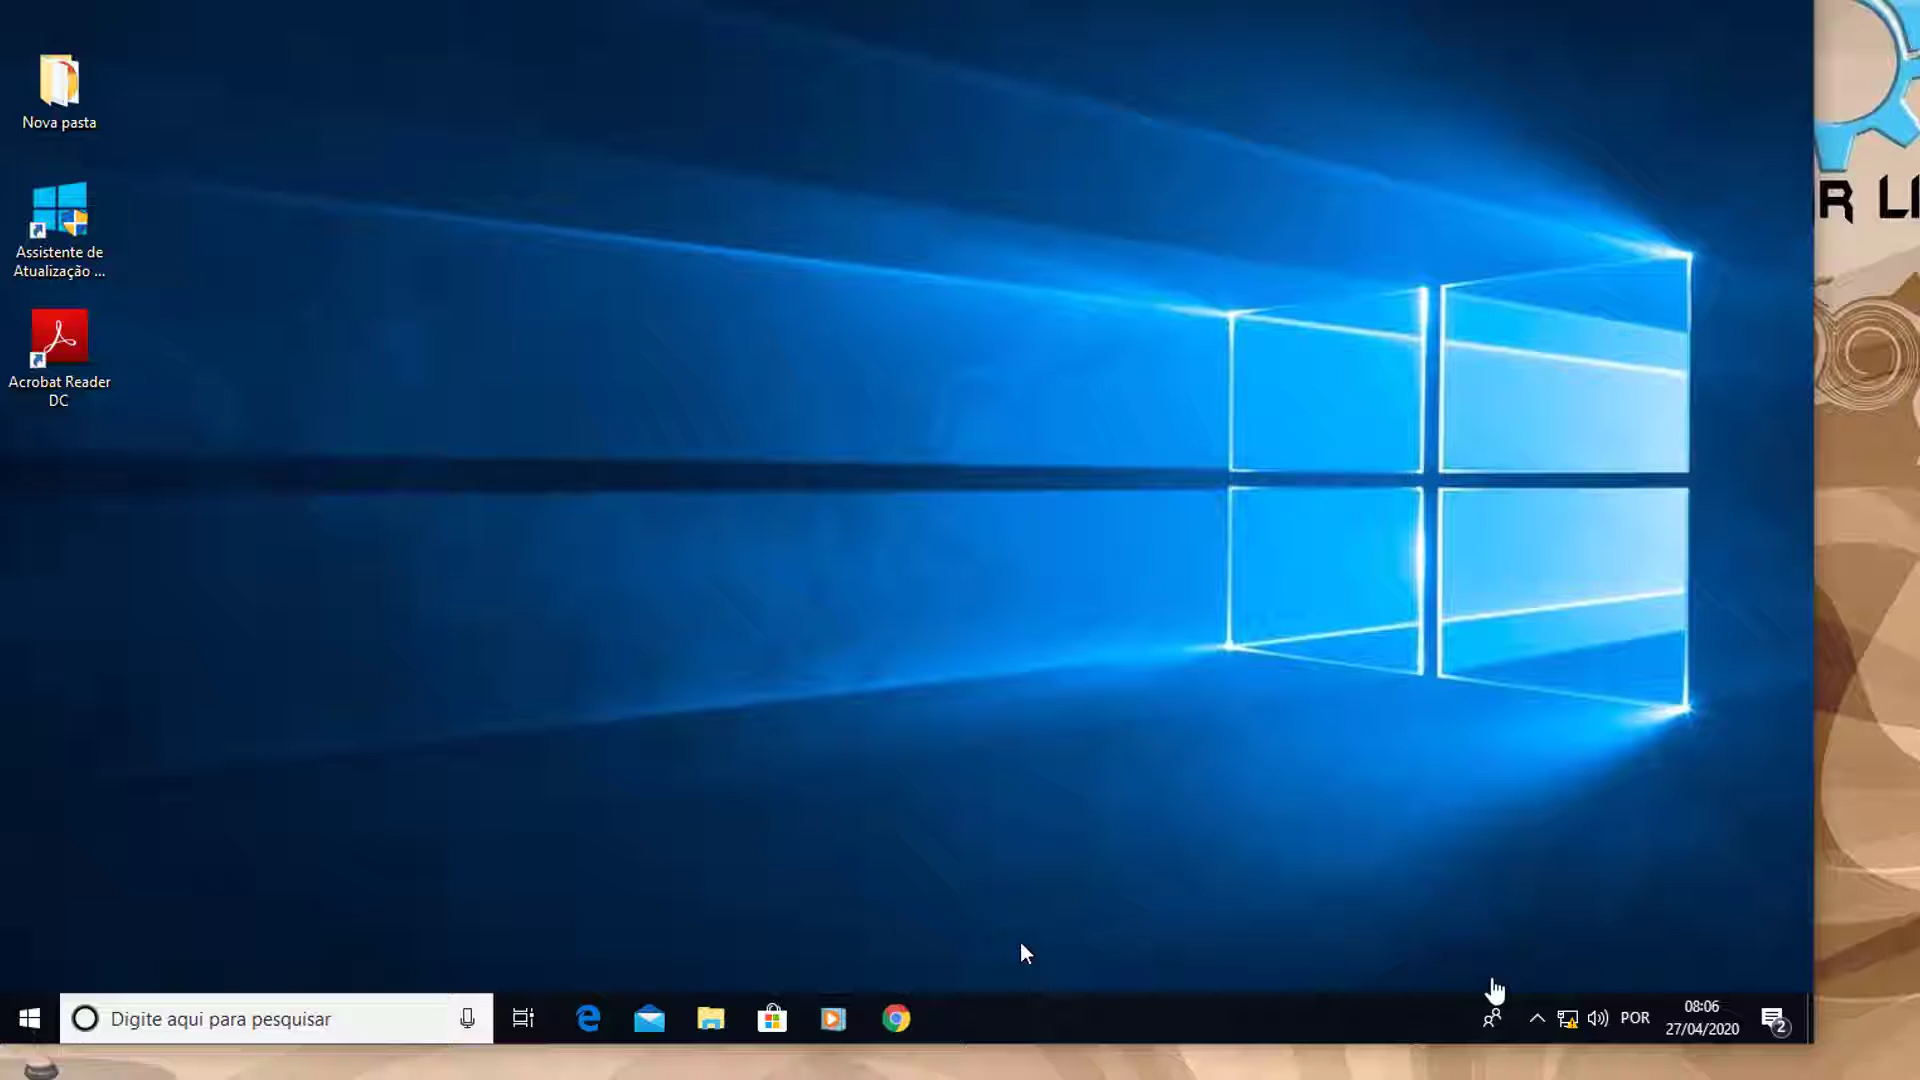 Nova pasta
Assistente de
Atualização ...
Acrobat Reader
DC
R LI
Digite aqui para pesquisar
POR
08:06
27/04/2020
2